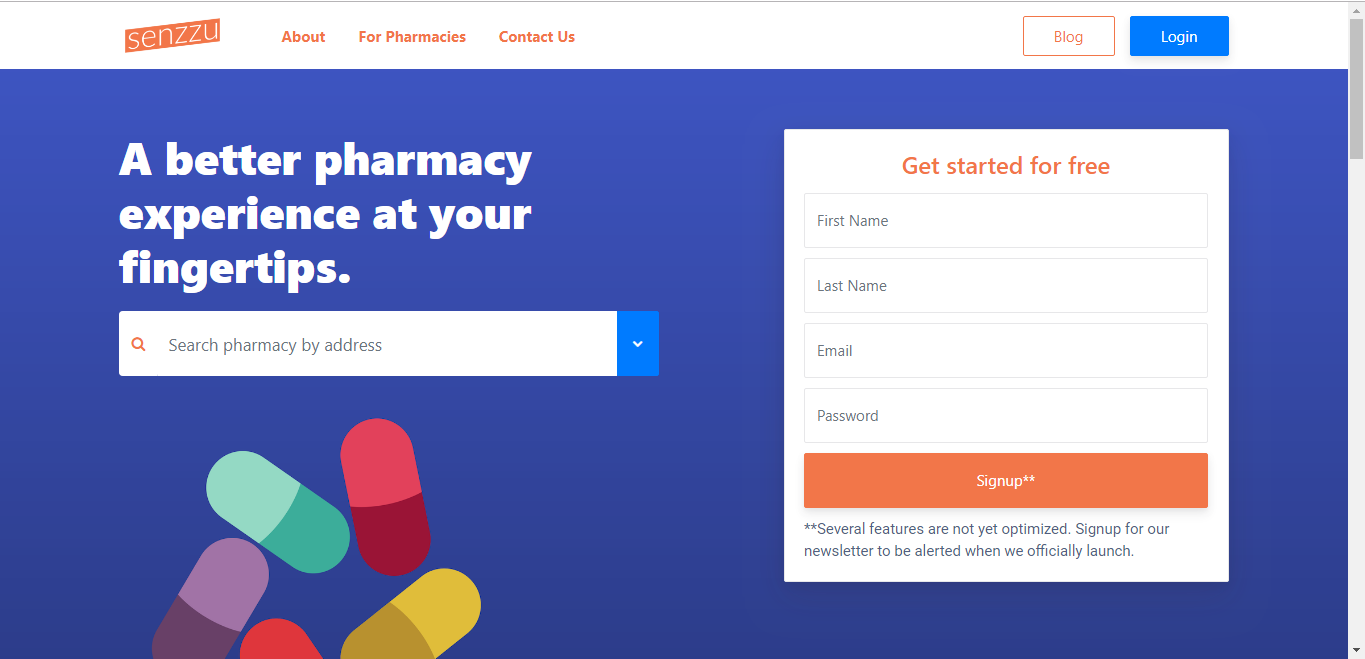 senzzu
About
For Pharmacies
Contact Us
Blog
Login
A better pharmacy
experience at your
fingertips.
Search pharmacy by address
Get started for free
First Name
Last Name
Email
Password
Signup**
**Several features are not yet optimized. Signup for our
newsletter to be alerted when we officially launch.